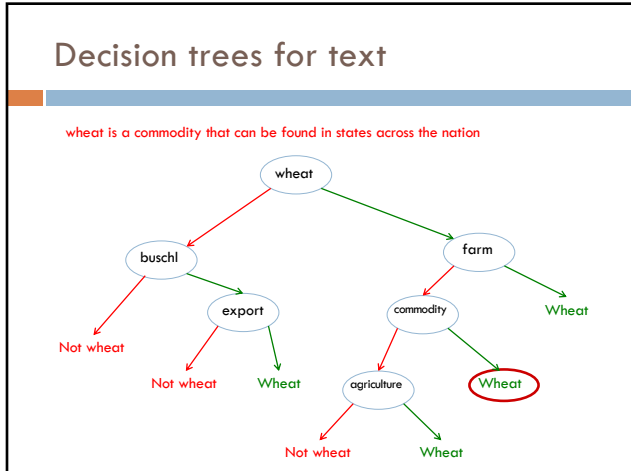 Decision trees for text
wheat is a commodity that can be found in states across the nation
wheat
buschl
farm
export
commodity
Wheat
Not wheat
Not wheat
Wheat
agriculture
Wheat
Not wheat
Wheat